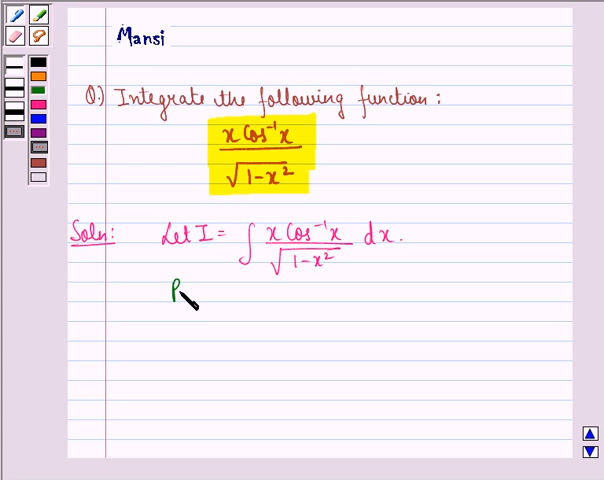 Mansi
Q.) Integrate the following function:
x Cos⁻¹x
√1-x²
Soln: Let I = ∫ x Cos⁻¹x / √1-x² dx.
P